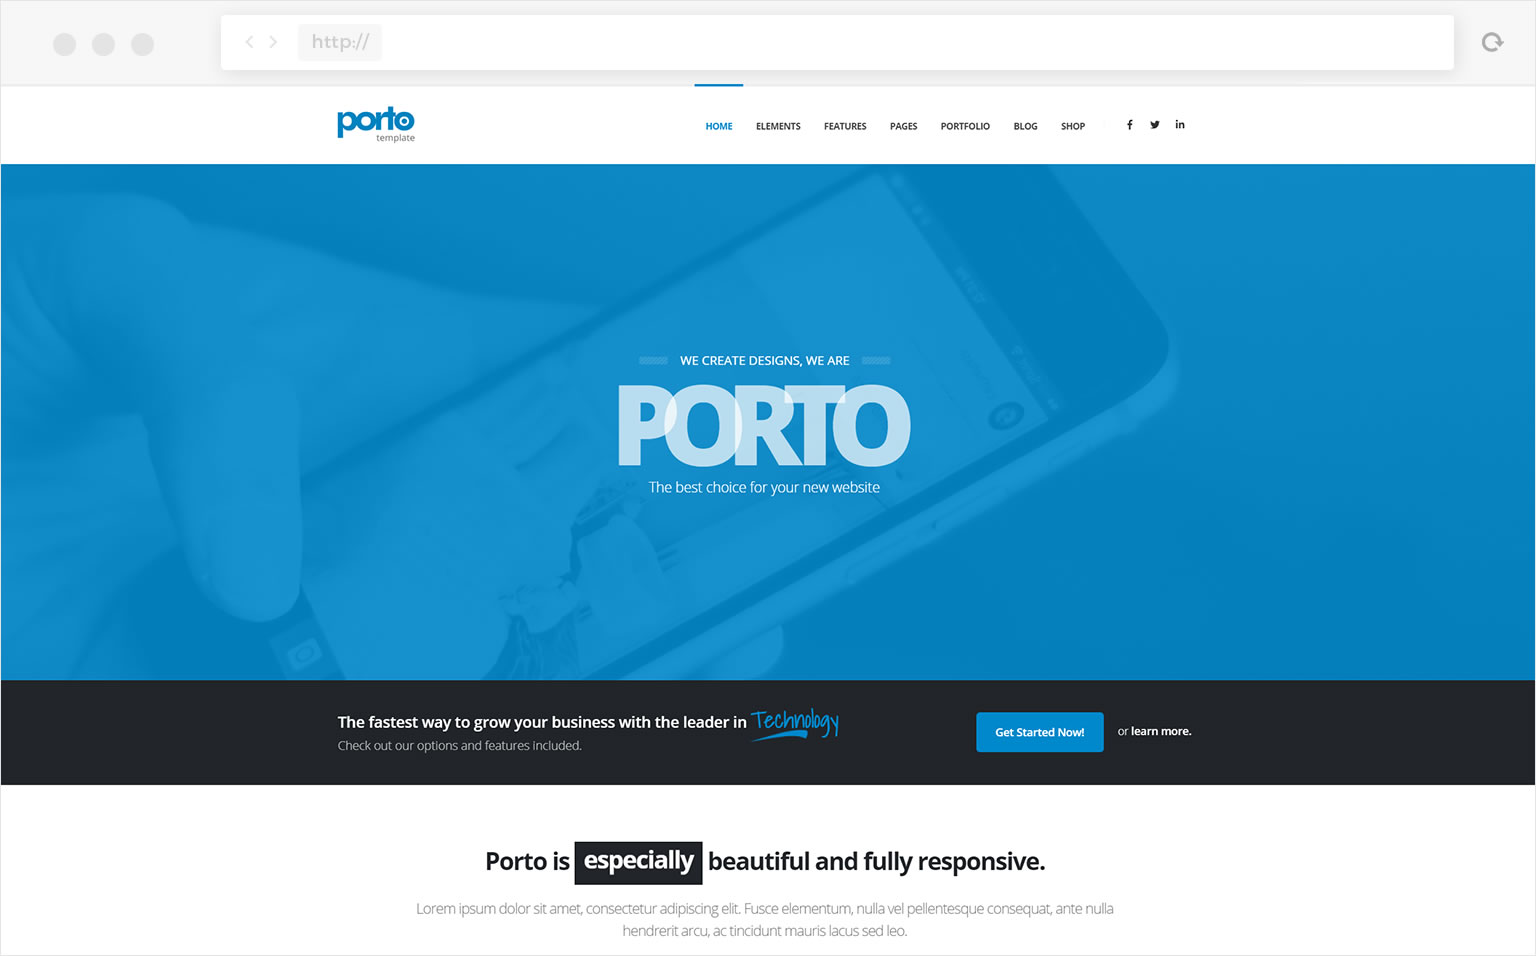 http://
porto
template
HOME ELEMENTS FEATURES PAGES PORTFOLIO BLOG SHOP
WE CREATE DESIGNS, WE ARE
PORTO
The best choice for your new website
The fastest way to grow your business with the leader in Technology
Check out our options and features included.
Get Started Now! or learn more.
Porto is especially beautiful and fully responsive.
Lorem ipsum dolor sit amet, consectetur adipiscing elit. Fusce elementum, nulla vel pellentesque consequat, ante nulla
hendrerit arcu, ac tincidunt mauris lacus sed leo.